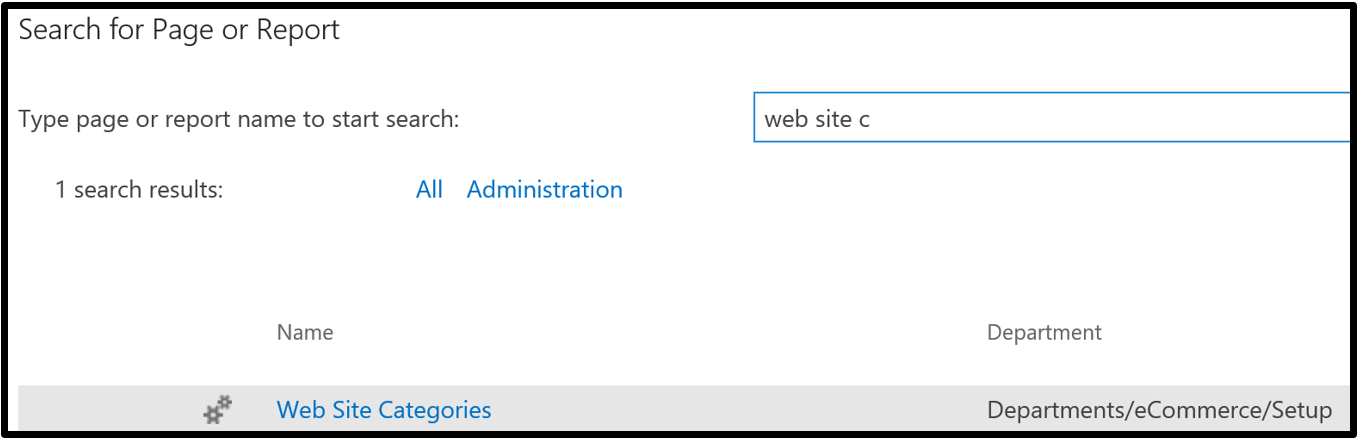 Search for Page or Report
Type page or report name to start search: web site c
1 search results: All Administration
Name Department
Web Site Categories Departments/eCommerce/Setup